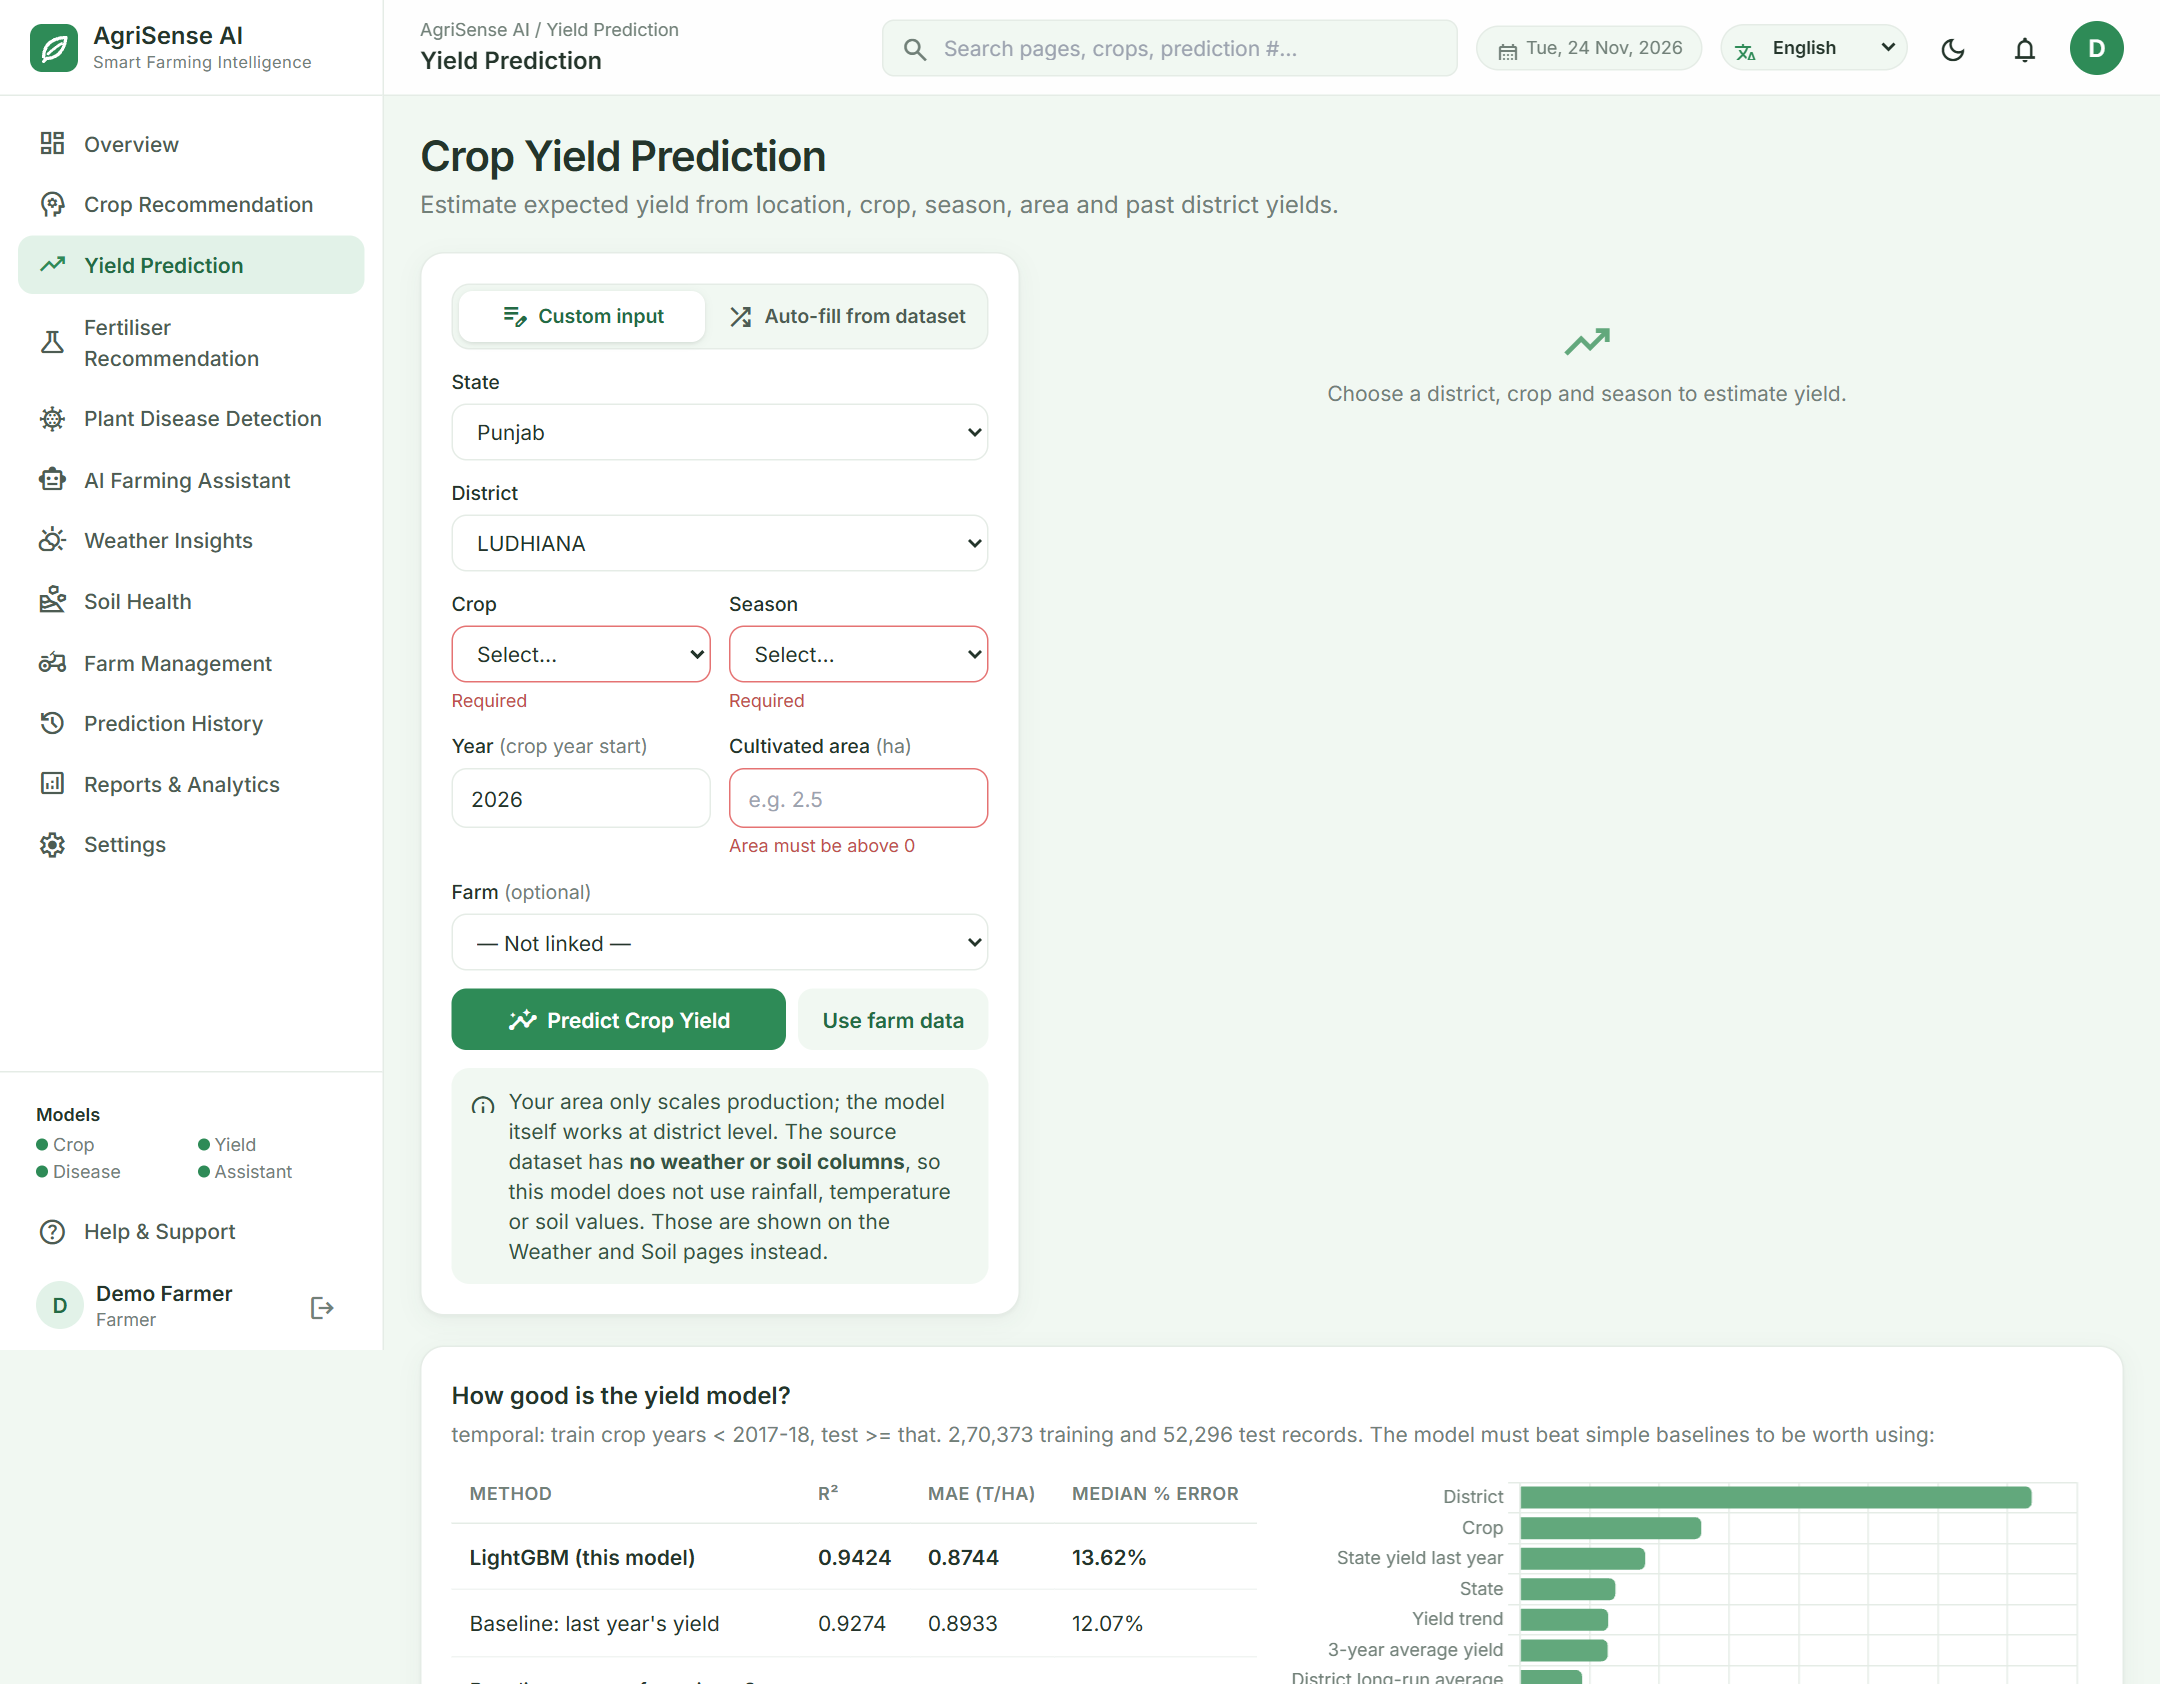 AgriSense AI
Smart Farming Intelligence
AgriSense AI / Yield Prediction
Yield Prediction
Search pages, crops, prediction #...
Tue, 24 Nov, 2026
English
D
Overview
Crop Recommendation
Yield Prediction
Fertiliser
Recommendation
Plant Disease Detection
AI Farming Assistant
Weather Insights
Soil Health
Farm Management
Prediction History
Reports & Analytics
Settings
Models
Crop
Yield
Disease
Assistant
Help & Support
D
Demo Farmer
Farmer
Crop Yield Prediction
Estimate expected yield from location, crop, season, area and past district yields.
Custom input
Auto-fill from dataset
State
Punjab
District
LUDHIANA
Crop
Season
Select...
Select...
Required
Required
Year (crop year start)
Cultivated area (ha)
2026
e.g. 2.5
Area must be above 0
Farm (optional)
— Not linked —
Predict Crop Yield
Use farm data
Your area only scales production; the model
itself works at district level. The source
dataset has no weather or soil columns, so
this model does not use rainfall, temperature
or soil values. Those are shown on the
Weather and Soil pages instead.
Choose a district, crop and season to estimate yield.
How good is the yield model?
temporal: train crop years < 2017-18, test >= that. 2,70,373 training and 52,296 test records. The model must beat simple baselines to be worth using:
METHOD R² MAE (T/HA) MEDIAN % ERROR
LightGBM (this model) 0.9424 0.8744 13.62%
Baseline: last year's yield 0.9274 0.8933 12.07%
District
Crop
State yield last year
State
Yield trend
3-year average yield
District long-run average